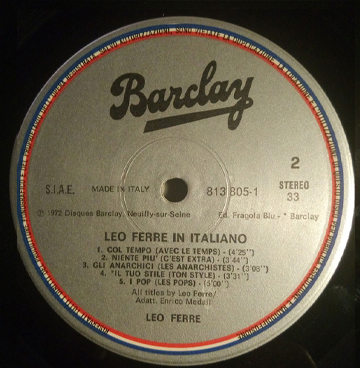 Barclay
2
S.I.A.E.
MADE IN ITALY
813 805-1
STEREO
33
Ⓟ 1972 Disques Barclay, Neuilly-sur-Seine
Ed. Fragola Blu - * Barclay
LEO FERRE IN ITALIANO
1. COL TEMPO (AVEC LE TEMPS) - (4'25")
2. NIENTE PIU' (C'EST EXTRA) - (3'44")
3. GLI ANARCHICI (LES ANARCHISTES) - (3'03")
4. *IL TUO STILE (TON STYLE) - (3'31")
5. I POP (LES POPS) - (5'00")
All titles by Leo Ferre/
Adatt. Enrico Medail
LEO FERRE